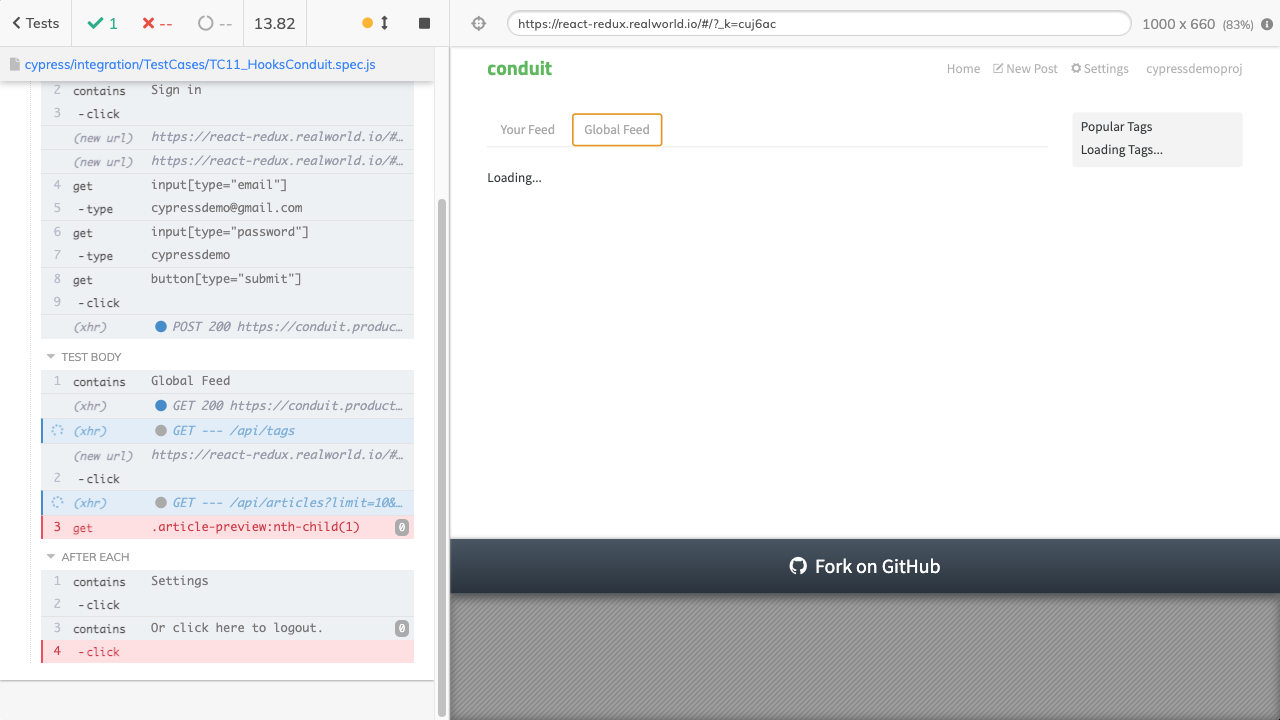 Tests 1 -- -- 13.82
cypress/integration/TestCases/TC11_HooksConduit.spec.js
2 contains Sign in
3 -click
(new url) https://react-redux.realworld.io/#...
(new url) https://react-redux.realworld.io/#...
4 get input[type="email"]
5 -type cypressdemo@gmail.com
6 get input[type="password"]
7 -type cypressdemo
8 get button[type="submit"]
9 -click
(xhr) POST 200 https://conduit.produc...
TEST BODY
1 contains Global Feed
(xhr) GET 200 https://conduit.product...
(xhr) GET --- /api/tags
(new url) https://react-redux.realworld.io/#...
2 -click
(xhr) GET --- /api/articles?limit=10&...
3 get .article-preview:nth-child(1) 0
AFTER EACH
1 contains Settings
2 -click
3 contains Or click here to logout. 0
4 -click
https://react-redux.realworld.io/#/?_k=cuj6ac 1000 x 660 (83%)
conduit Home New Post Settings cypressdemoproj
Your Feed Global Feed
Loading...
Popular Tags
Loading Tags...
Fork on GitHub